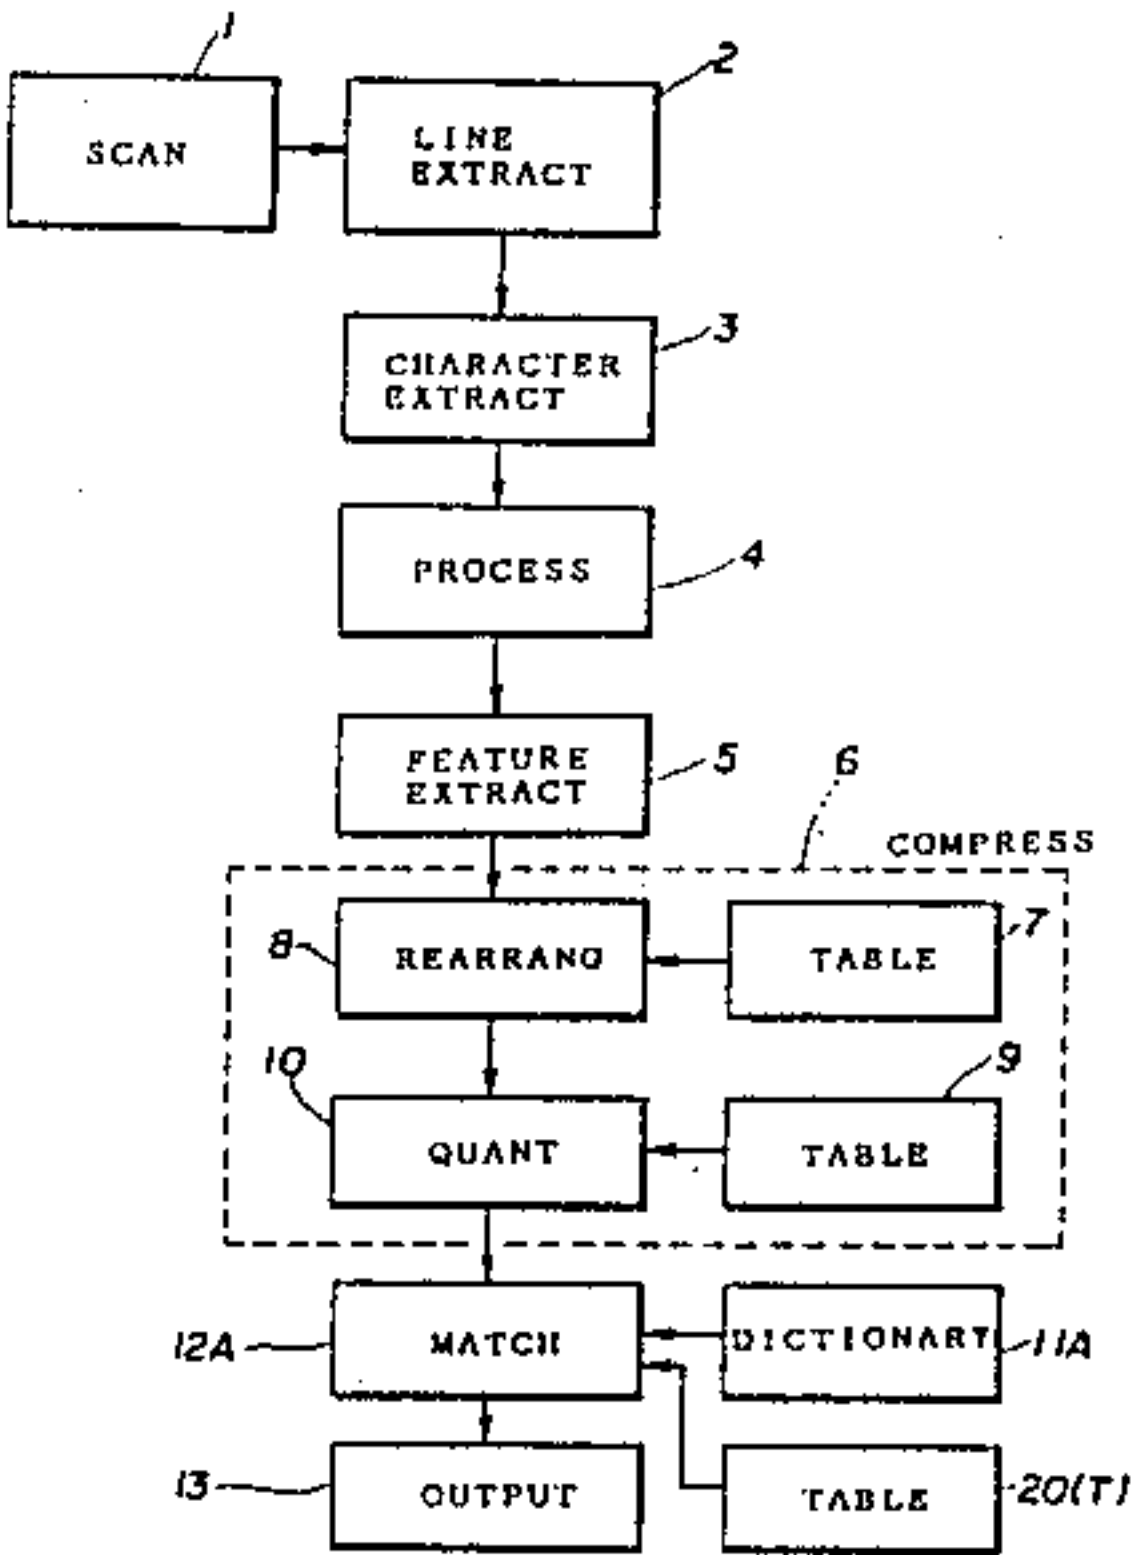 1
2
SCAN
LINE
EXTRACT
3
CHARACTER
EXTRACT
4
PROCESS
5
FEATURE
EXTRACT
6
COMPRESS
8
REARRANG
7
TABLE
10
QUANT
9
TABLE
12A
MATCH
DICTIONARY
11A
13
OUTPUT
TABLE
20(T)